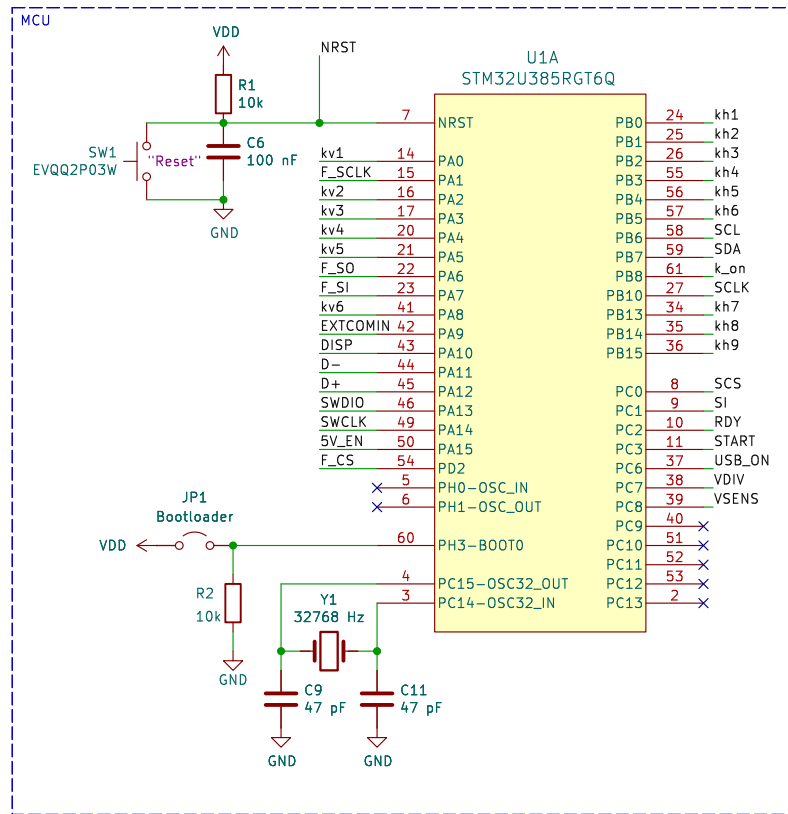 MCU
VDD
NRST
R1
10k
SW1
EVQQ2P03W
"Reset"
C6
100 nF
GND
U1A
STM32U385RGT6Q
7 NRST
kv1 14 PA0
F_SCLK 15 PA1
kv2 16 PA2
kv3 17 PA3
kv4 20 PA4
kv5 21 PA5
F_SO 22 PA6
F_SI 23 PA7
kv6 41 PA8
EXTCOMIN 42 PA9
DISP 43 PA10
D- 44 PA11
D+ 45 PA12
SWDIO 46 PA13
SWCLK 49 PA14
5V_EN 50 PA15
F_CS 54 PD2
5 PH0-OSC_IN
6 PH1-OSC_OUT
60 PH3-BOOT0
4 PC15-OSC32_OUT
3 PC14-OSC32_IN
PB0 24 kh1
PB1 25 kh2
PB2 26 kh3
PB3 55 kh4
PB4 56 kh5
PB5 57 kh6
PB6 58 SCL
PB7 59 SDA
PB8 61 k_on
PB10 27 SCLK
PB13 34 kh7
PB14 35 kh8
PB15 36 kh9
PC0 8 SCS
PC1 9 SI
PC2 10 RDY
PC3 11 START
PC6 37 USB_ON
PC7 38 VDIV
PC8 39 VSENS
PC9 40
PC10 51
PC11 52
PC12 53
PC13 2
JP1
Bootloader
VDD
R2
10k
GND
Y1
32768 Hz
C9
47 pF
GND
C11
47 pF
GND